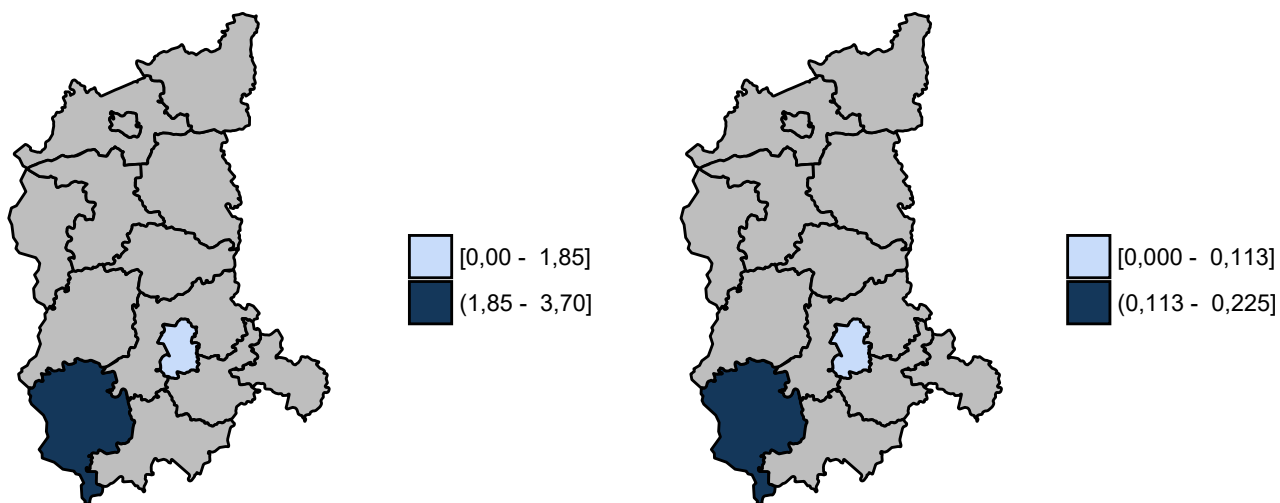 [0,00 - 1,85]
(1,85 - 3,70]
[0,000 - 0,113]
(0,113 - 0,225]